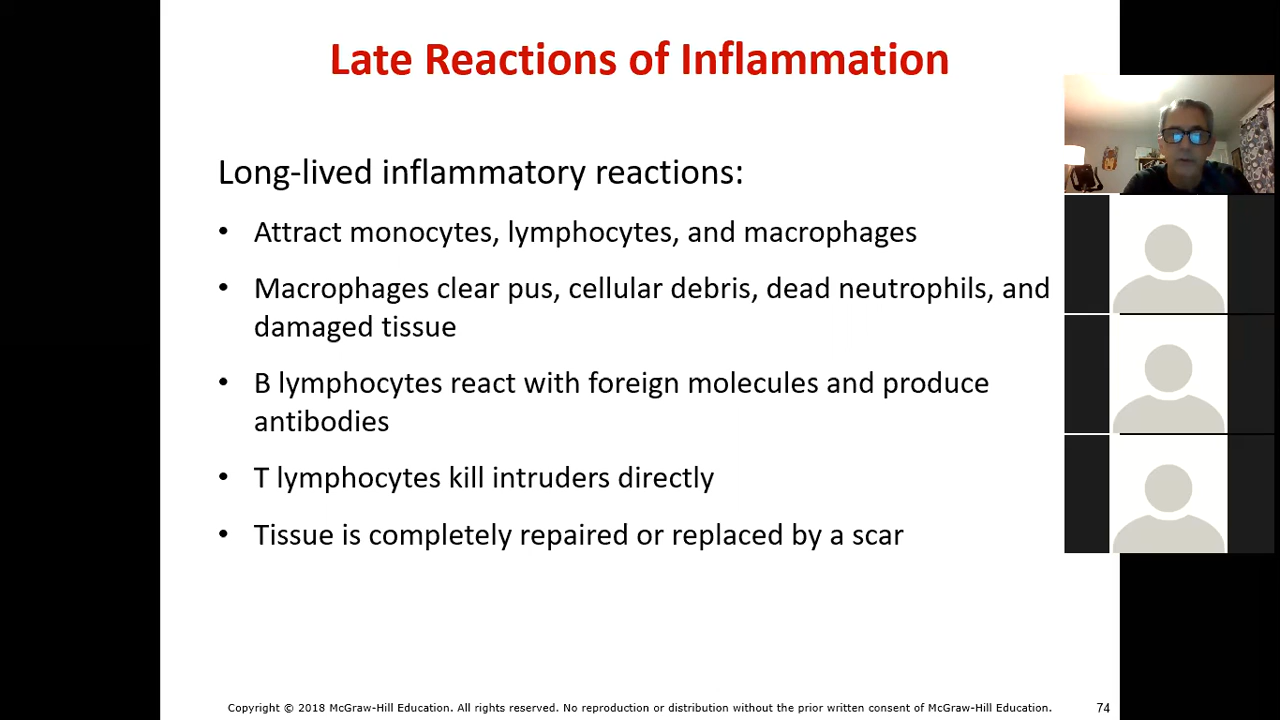 Late Reactions of Inflammation
Long-lived inflammatory reactions:
• Attract monocytes, lymphocytes, and macrophages
• Macrophages clear pus, cellular debris, dead neutrophils, and
damaged tissue
• B lymphocytes react with foreign molecules and produce
antibodies
• T lymphocytes kill intruders directly
• Tissue is completely repaired or replaced by a scar
Copyright © 2018 McGraw-Hill Education. All rights reserved. No reproduction or distribution without the prior written consent of McGraw-Hill Education. 74